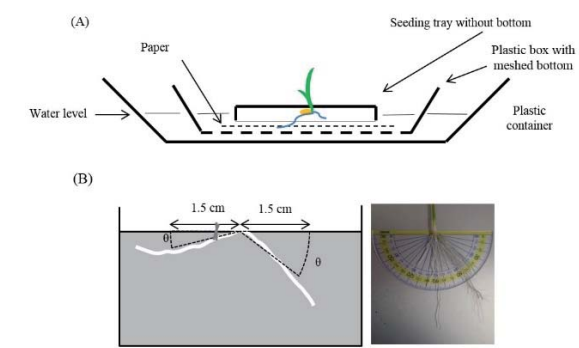 (A)
Seeding tray without bottom
Paper
Plastic box with
meshed bottom
Water level
Plastic
container
(B)
1.5 cm
1.5 cm
θ
θ